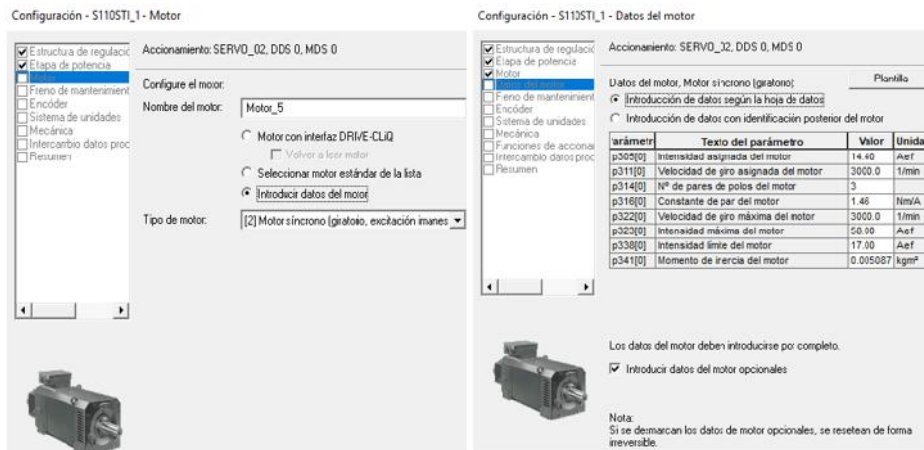 Configuración - S110STI_1 - Motor
Estructura de regulació
Etapa de potencia
Motor
Freno de mantenimient
Encóder
Sistema de unidades
Mecánica
Intercambio datos proc
Resumen
Accionamiento: SERVO_02, DDS 0, MDS 0
Configure el motor:
Nombre del motor: Motor_5
Motor con interfaz DRIVE-CLiQ
Volver a leer motor
Seleccionar motor estándar de la lista
Introducir datos del motor
Tipo de motor: [2] Motor síncrono (giratorio, excitación imanes
Configuración - S110STI_1 - Datos del motor
Estructura de regulació
Etapa de potencia
Motor
Datos del motor
Freno de mantenimient
Encóder
Sistema de unidades
Mecánica
Funciones de acciona
Intercambio datos proc
Resumen
Accionamiento: SERVO_02, DDS 0, MDS 0
Datos del motor, Motor síncrono (giratorio): Plantilla
Introducción de datos según la hoja de datos
Introducción de datos con identificación posterior del motor
arámetr Texto del parámetro Valor Unida
p305[0] Intensidad asignada del motor 14.40 Aef
p311[0] Velocidad de giro asignada del motor 3000.0 1/min
p314[0] Nº de pares de polos del motor 3
p316[0] Constante de par del motor 1.46 Nm/A
p322[0] Velocidad de giro máxima del motor 3000.0 1/min
p323[0] Intensidad máxima del motor 58.00 Aef
p338[0] Intensidad límite del motor 17.00 Aef
p341[0] Momento de inercia del motor 0.005087 kgm²
Los datos del motor deben introducirse por completo.
Introducir datos del motor opcionales
Nota:
Si se desmarcan los datos de motor opcionales, se resetean de forma
irreversible.